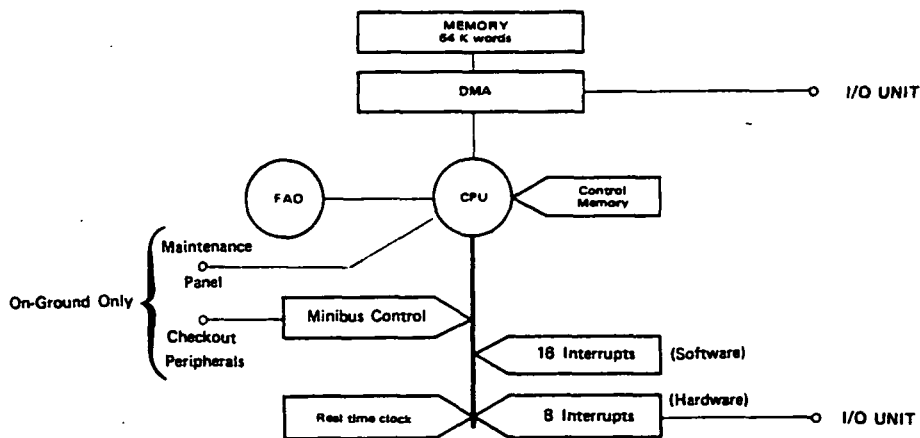 MEMORY
64 K words
DMA
I/O UNIT
FAO
CPU
Control
Memory
Maintenance
Panel
On-Ground Only
Checkout
Peripherals
Minibus Control
18 Interrupts
(Software)
(Hardware)
Real time clock
8 Interrupts
I/O UNIT